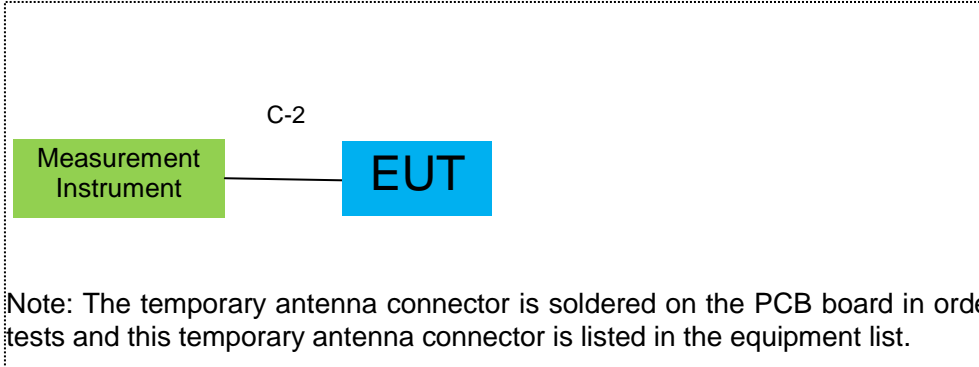 C-2
Measurement
Instrument
EUT
Note: The temporary antenna connector is soldered on the PCB board in
tests and this temporary antenna connector is listed in the equipment list.